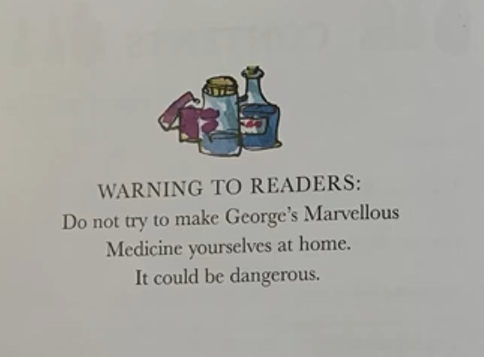 WARNING TO READERS:
Do not try to make George's Marvellous
Medicine yourselves at home.
It could be dangerous.